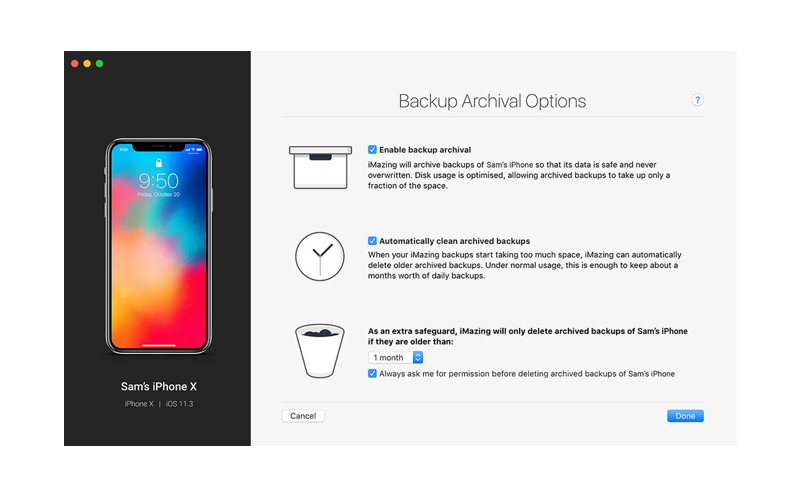 9:50
9:50
Friday, October 20
Sam's iPhone X
iPhone X | iOS 11.3
Backup Archival Options
?
Enable backup archival
iMazing will archive backups of Sam's iPhone so that its data is safe and never
overwritten. Disk usage is optimised, allowing archived backups to take up only a
fraction of the space.
Automatically clean archived backups
When your iMazing backups start taking too much space, iMazing can automatically
delete older archived backups. Under normal usage, this is enough to keep about a
months worth of daily backups.
As an extra safeguard, iMazing will only delete archived backups of Sam's iPhone
if they are older than:
1 month
Always ask me for permission before deleting archived backups of Sam's iPhone
Cancel
Done